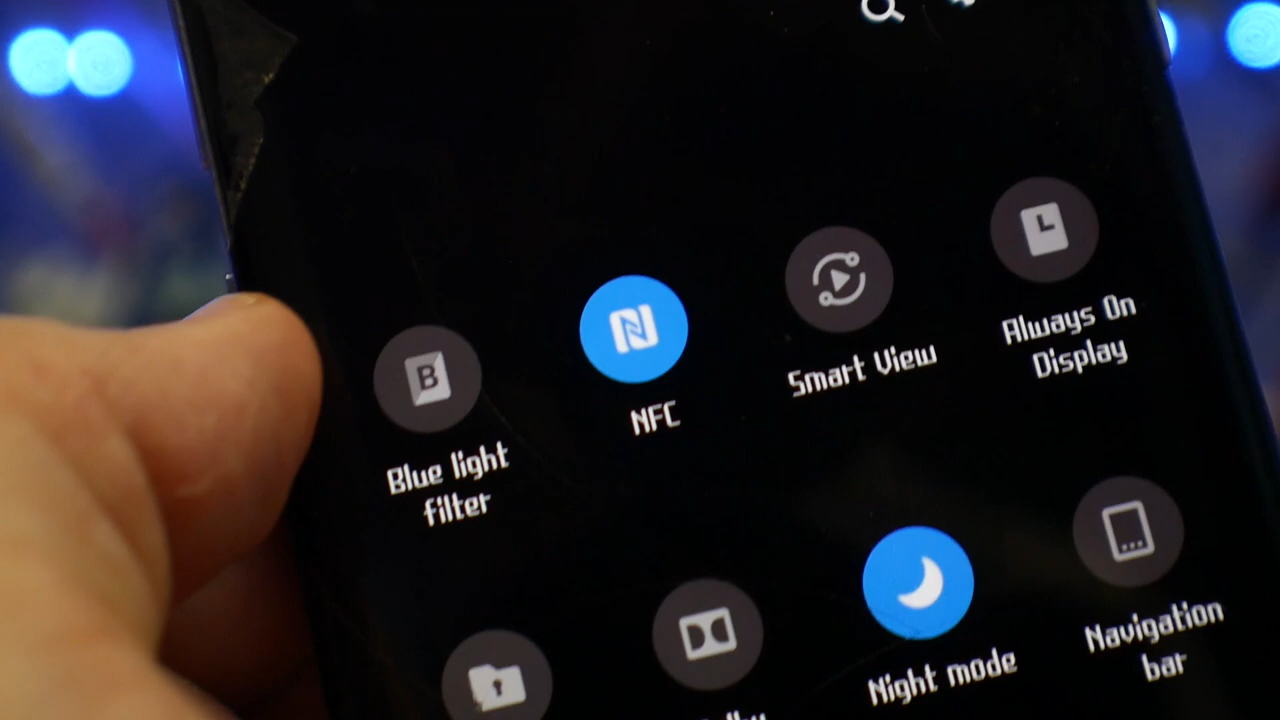 Always On
Display
Smart View
NFC
Blue light
filter
B
Navigation
bar
Night mode